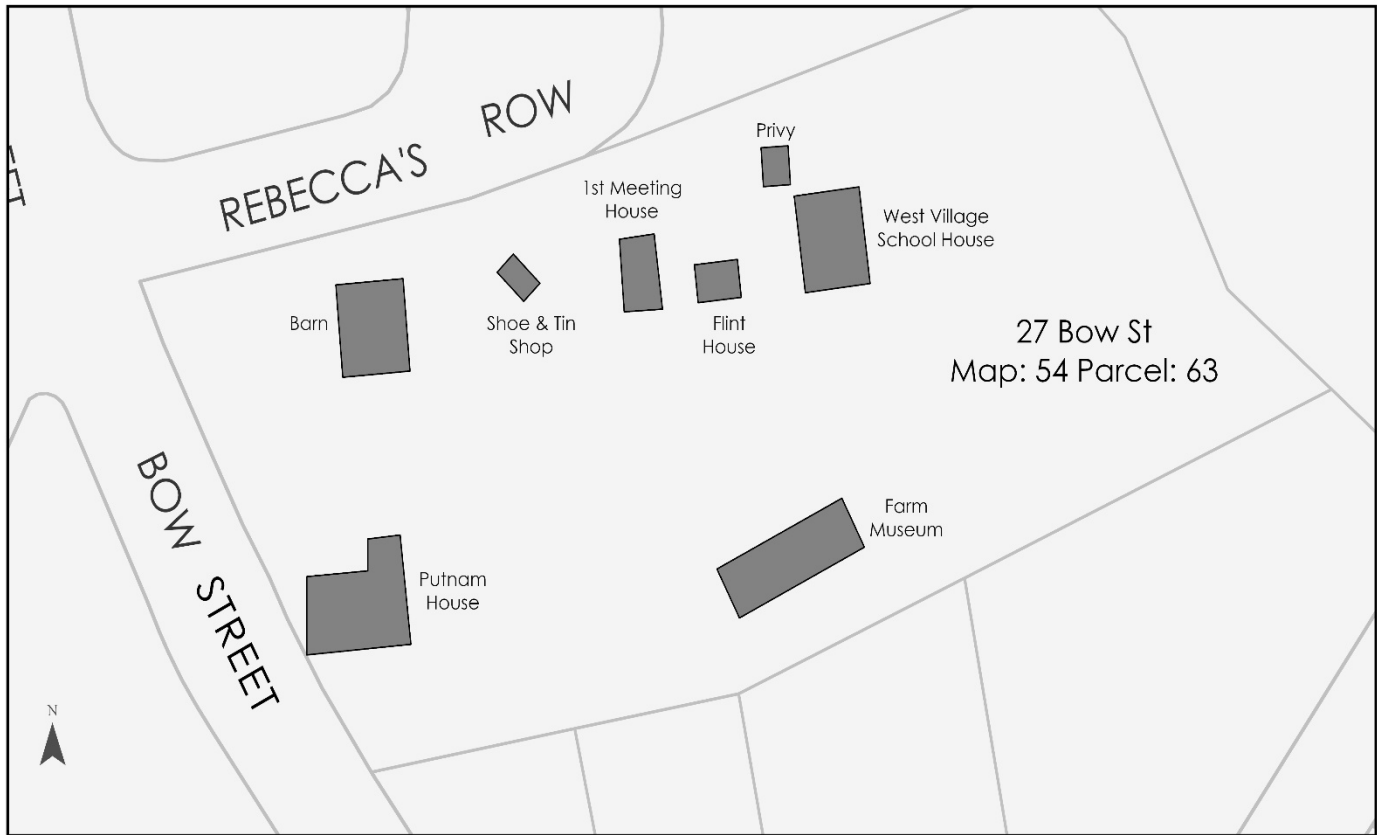 REBECCA'S ROW
Privy
1st Meeting
House
West Village
School House
Barn
Shoe & Tin
Shop
Flint
House
27 Bow St
Map: 54 Parcel: 63
BOW STREET
Farm
Museum
Putnam
House
N